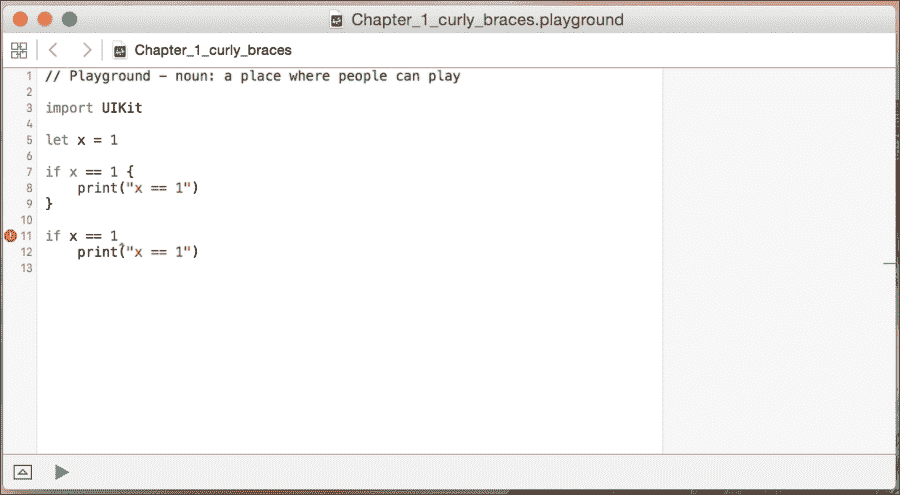 Chapter_1_curly_braces.playground
Chapter_1_curly_braces
1 // Playground - noun: a place where people can play
2
3 import UIKit
4
5 let x = 1
6
7 if x == 1 {
8     print("x == 1")
9 }
10
11 if x == 1
12     print("x == 1")
13